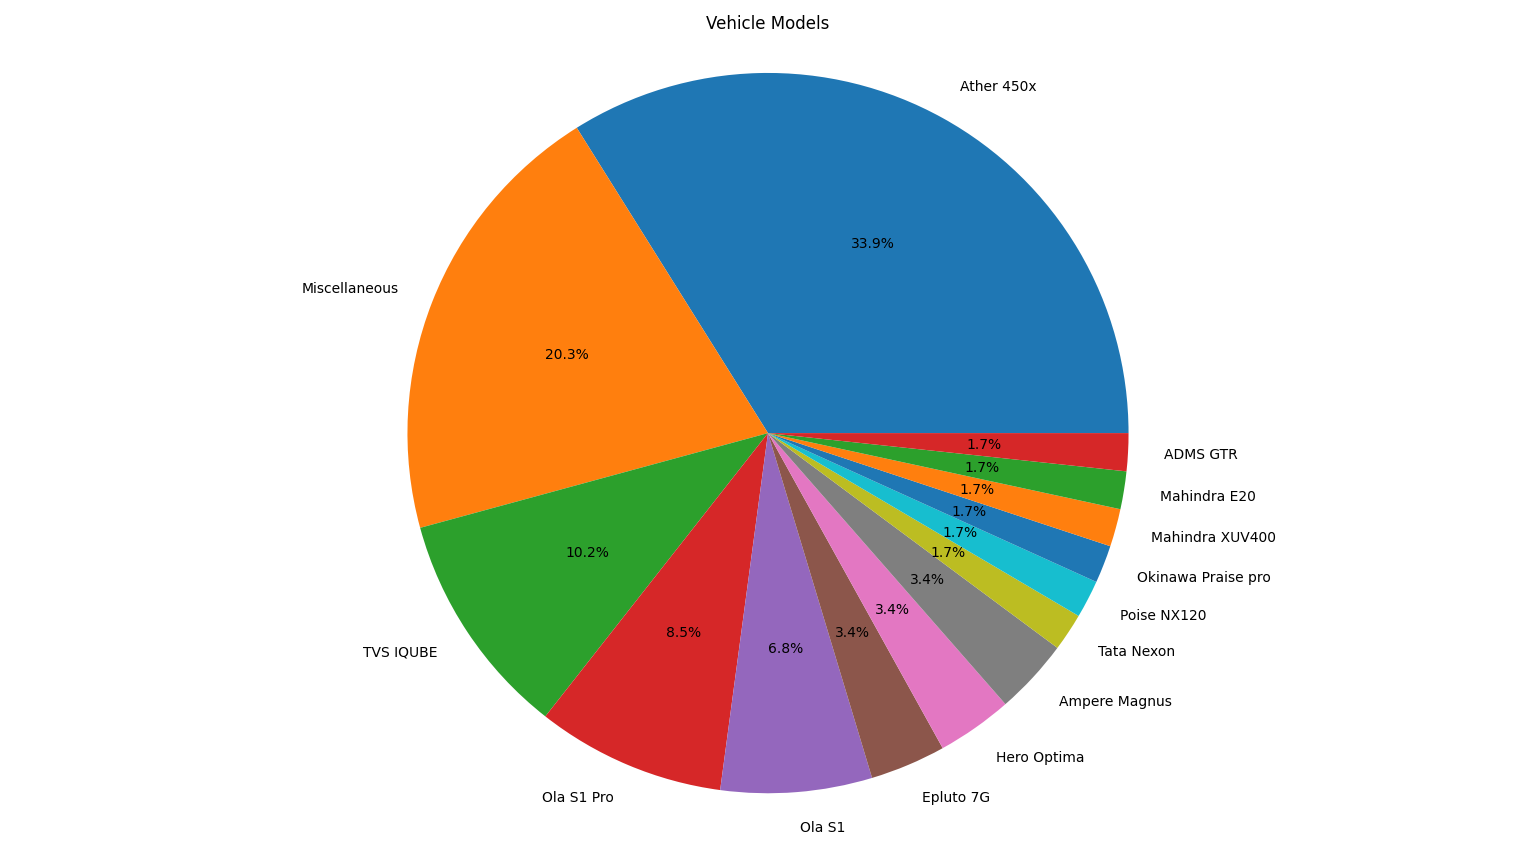 Vehicle Models
Ather 450x
33.9%
Miscellaneous
20.3%
TVS IQUBE
10.2%
Ola S1 Pro
8.5%
Ola S1
6.8%
Epluto 7G
3.4%
Hero Optima
3.4%
Ampere Magnus
3.4%
Tata Nexon
1.7%
Poise NX120
1.7%
Okinawa Praise pro
1.7%
Mahindra XUV400
1.7%
Mahindra E20
1.7%
ADMS GTR
1.7%